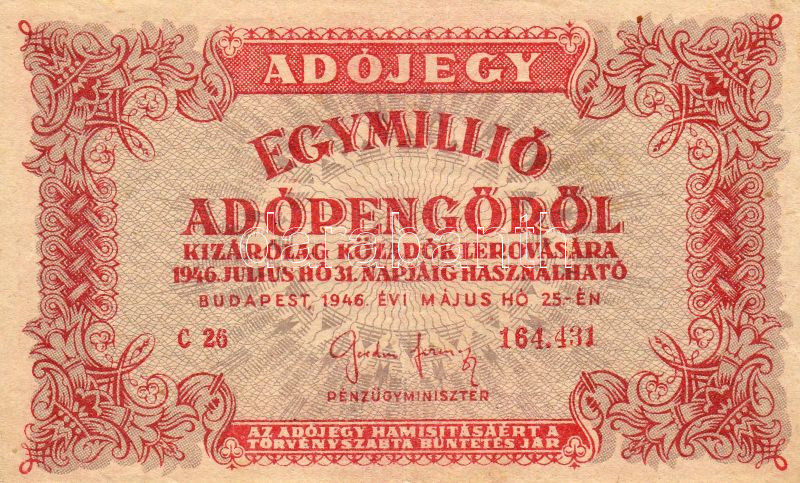 ADÓJEGY
EGYMILLIÓ
ADÓPENGŐRŐL
KIZÁRÓLAG KÖZADÓK LEROVÁSÁRA
1946. JULIUS HÓ 31. NAPJÁIG HASZNÁLHATÓ
BUDAPEST, 1946. ÉVI MÁJUS HÓ 25-ÉN
C 26 164.431
PÉNZÜGYMINISZTER
AZ ADÓJEGY HAMISITÁSÁÉRT A
TÖRVÉNYSZABTA BÜNTETÉS JÁR